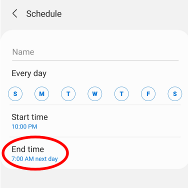 Schedule
Name
Every day
S M T W T F S
Start time
10:00 PM
End time
7:00 AM next day